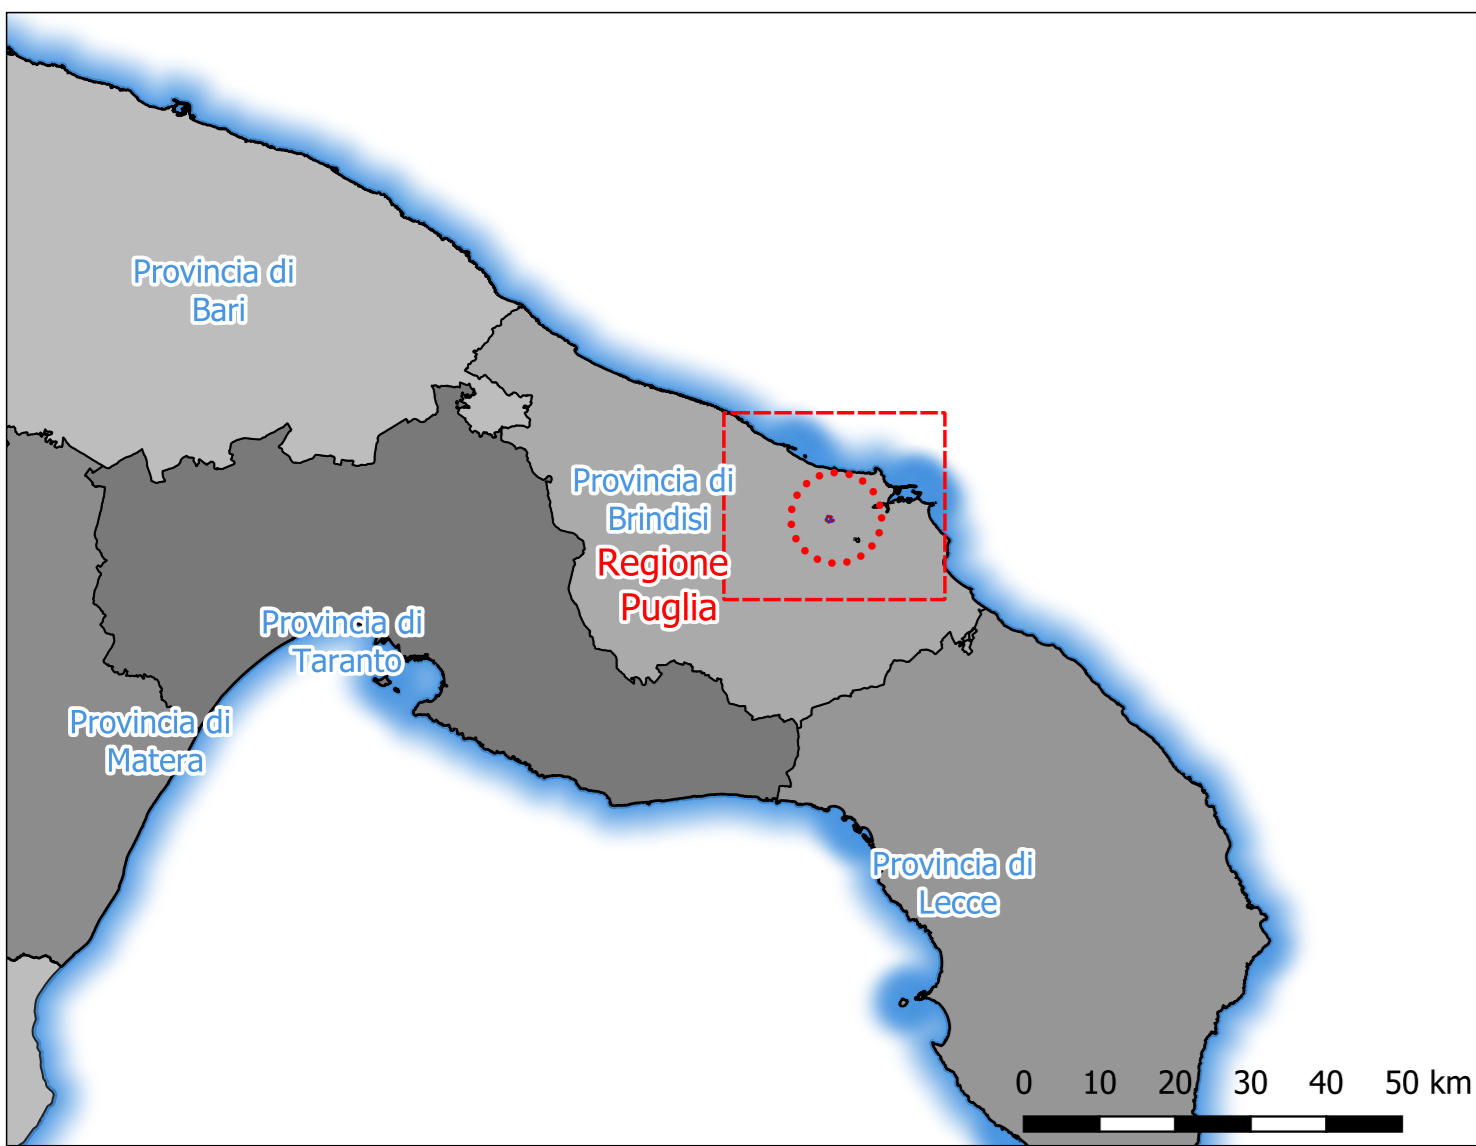 Provincia di
Bari
Provincia di
Brindisi
Regione
Puglia
Provincia di
Taranto
Provincia di
Matera
Provincia di
Lecce
0 10 20 30 40 50 km